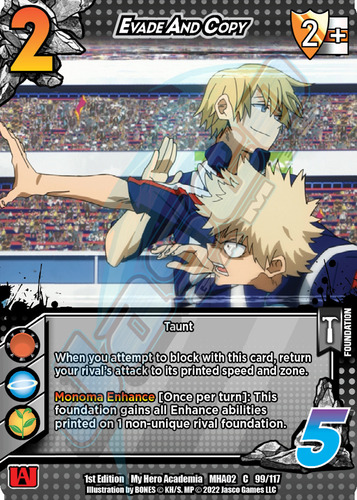 2
EVADE AND COPY
2 +
FOUNDATION
Taunt
When you attempt to block with this card, return
your rival's attack to its printed speed and zone.
Monoma Enhance [Once per turn]: This
foundation gains all Enhance abilities
printed on 1 non-unique rival foundation.
5
1st Edition My Hero Academia MHA02 C 99/117
Illustration by BONES © KH/S. MP © 2022 Jasco Games LLC